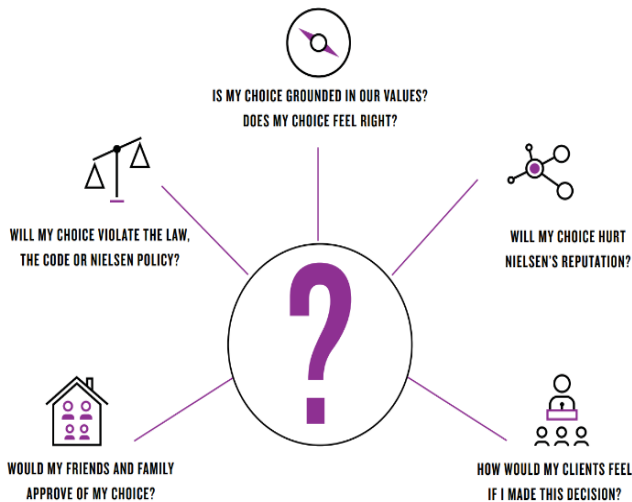 IS MY CHOICE GROUNDED IN OUR VALUES?
DOES MY CHOICE FEEL RIGHT?
WILL MY CHOICE VIOLATE THE LAW,
THE CODE OR NIELSEN POLICY?
WILL MY CHOICE HURT
NIELSEN'S REPUTATION?
?
WOULD MY FRIENDS AND FAMILY
APPROVE OF MY CHOICE?
HOW WOULD MY CLIENTS FEEL
IF I MADE THIS DECISION?